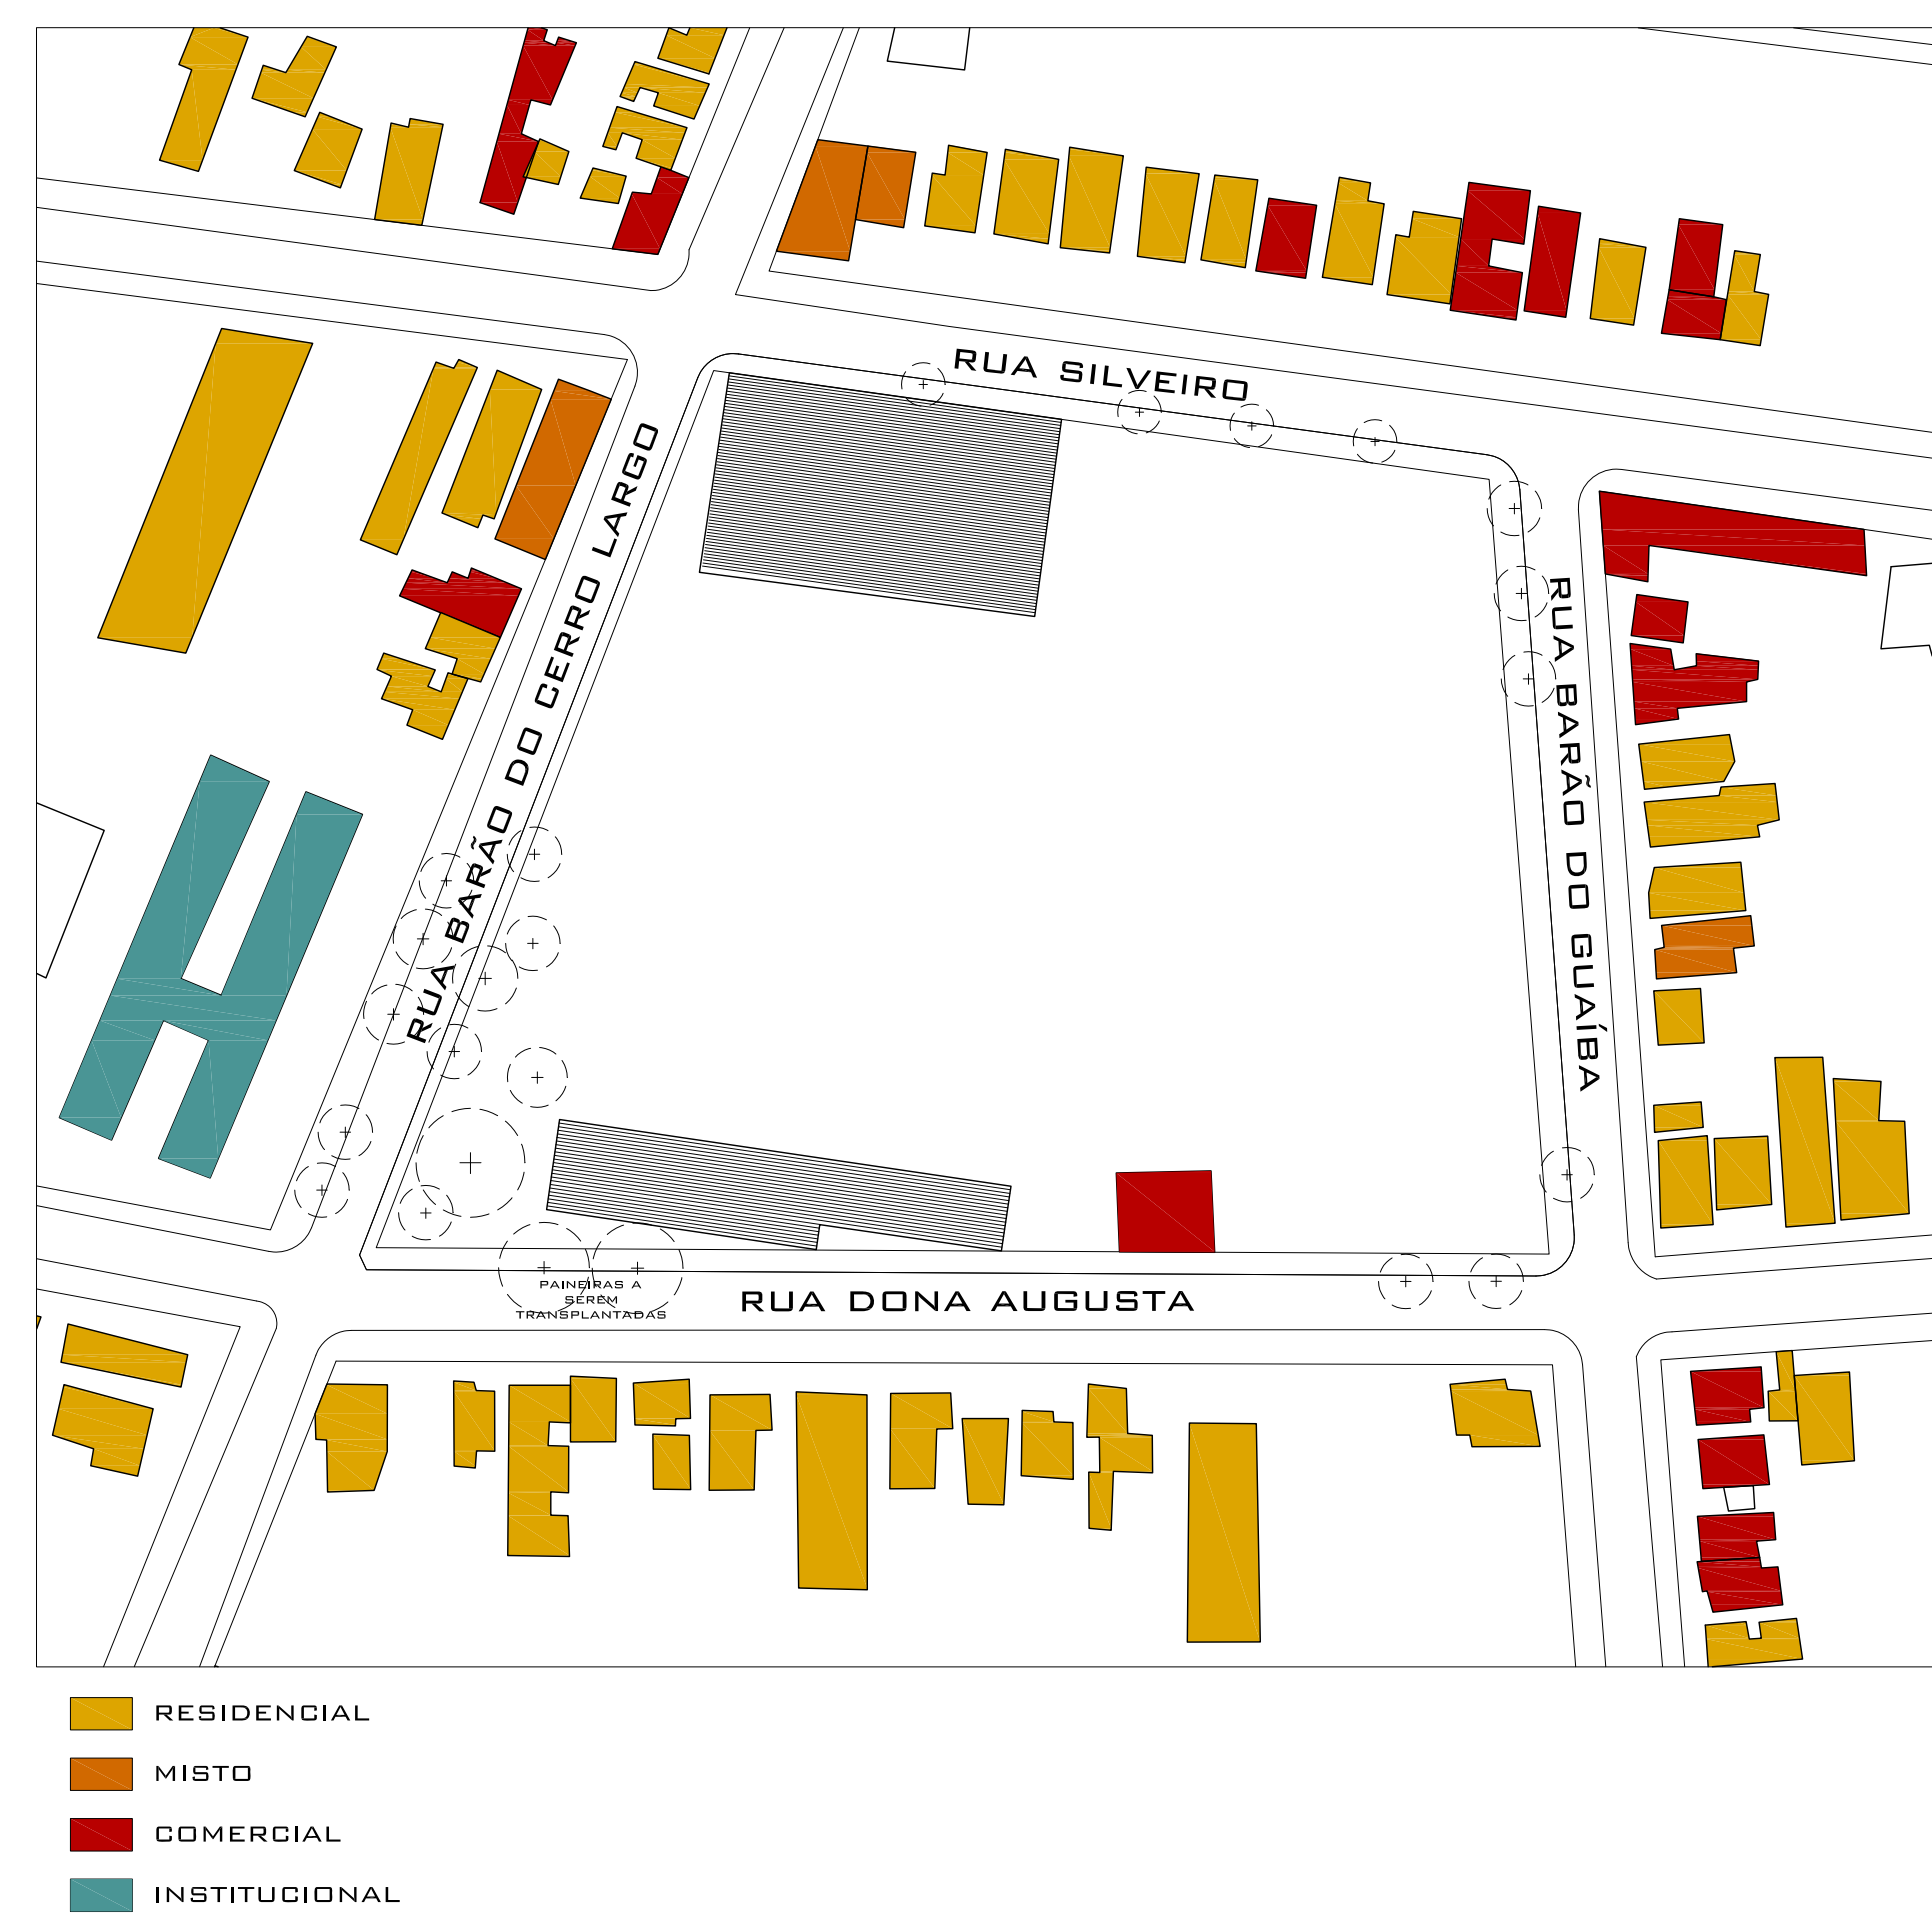 RUA SILVEIRO
RUA BARÃO DO CERRO LARGO
RUA BARÃO DO GUAÍBA
PAINEIRAS A
SEREM
TRANSPLANTADAS
RUA DONA AUGUSTA
RESIDENCIAL
MISTO
COMERCIAL
INSTITUCIONAL